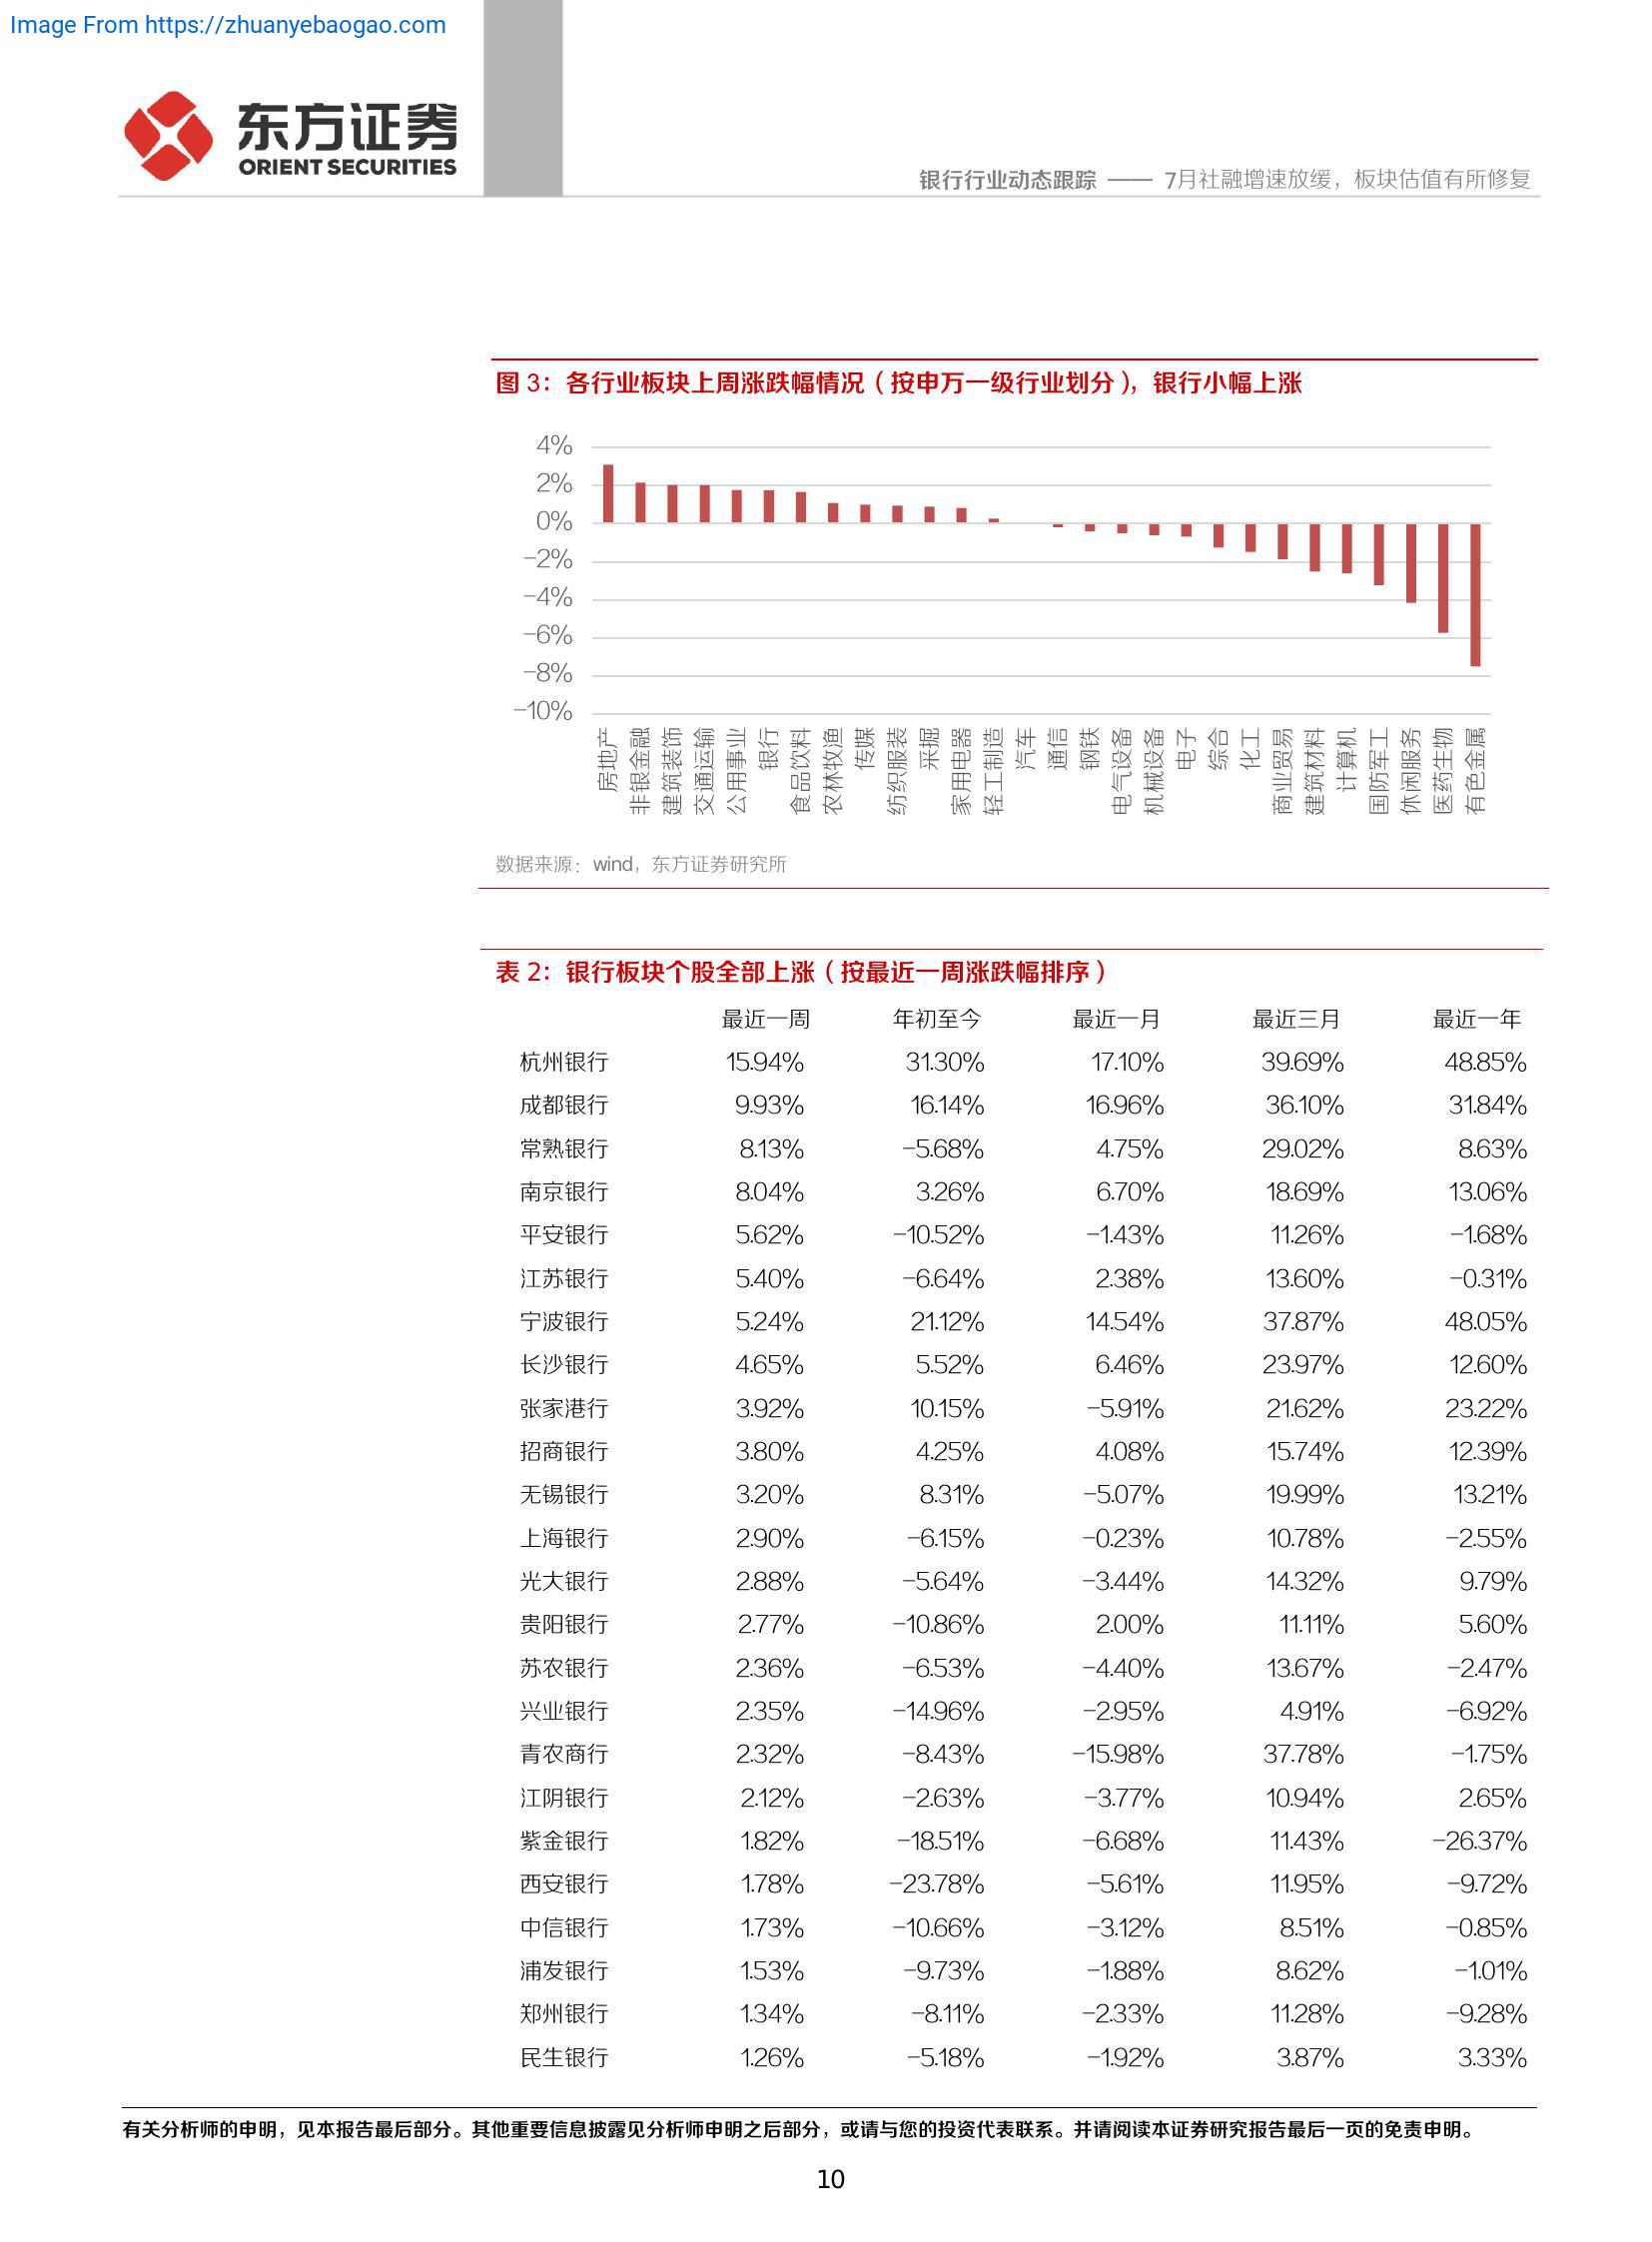 Image From https://zhuanyebaogao.com
东方证券
ORIENT SECURITIES
银行行业动态跟踪 —— 7月社融增速放缓，板块估值有所修复
图 3：各行业板块上周涨跌幅情况（按申万一级行业划分），银行小幅上涨
4%
2%
0%
-2%
-4%
-6%
-8%
-10%
房地产
非银金融
建筑装饰
交通运输
公用事业
银行
食品饮料
农林牧渔
传媒
纺织服装
采掘
家用电器
轻工制造
汽车
通信
钢铁
电气设备
机械设备
电子
综合
化工
商业贸易
建筑材料
计算机
国防军工
休闲服务
医药生物
有色金属
数据来源：wind，东方证券研究所
表 2：银行板块个股全部上涨（按最近一周涨跌幅排序）
最近一周 年初至今 最近一月 最近三月 最近一年
杭州银行 15.94% 31.30% 17.10% 39.69% 48.85%
成都银行 9.93% 16.14% 16.96% 36.10% 31.84%
常熟银行 8.13% -5.68% 4.75% 29.02% 8.63%
南京银行 8.04% 3.26% 6.70% 18.69% 13.06%
平安银行 5.62% -10.52% -1.43% 11.26% -1.68%
江苏银行 5.40% -6.64% 2.38% 13.60% -0.31%
宁波银行 5.24% 21.12% 14.54% 37.87% 48.05%
长沙银行 4.65% 5.52% 6.46% 23.97% 12.60%
张家港行 3.92% 10.15% -5.91% 21.62% 23.22%
招商银行 3.80% 4.25% 4.08% 15.74% 12.39%
无锡银行 3.20% 8.31% -5.07% 19.99% 13.21%
上海银行 2.90% -6.15% -0.23% 10.78% -2.55%
光大银行 2.88% -5.64% -3.44% 14.32% 9.79%
贵阳银行 2.77% -10.86% 2.00% 11.11% 5.60%
苏农银行 2.36% -6.53% -4.40% 13.67% -2.47%
兴业银行 2.35% -14.96% -2.95% 4.91% -6.92%
青农商行 2.32% -8.43% -15.98% 37.78% -1.75%
江阴银行 2.12% -2.63% -3.77% 10.94% 2.65%
紫金银行 1.82% -18.51% -6.68% 11.43% -26.37%
西安银行 1.78% -23.78% -5.61% 11.95% -9.72%
中信银行 1.73% -10.66% -3.12% 8.51% -0.85%
浦发银行 1.53% -9.73% -1.88% 8.62% -1.01%
郑州银行 1.34% -8.11% -2.33% 11.28% -9.28%
民生银行 1.26% -5.18% -1.92% 3.87% 3.33%
有关分析师的申明，见本报告最后部分。其他重要信息披露见分析师申明之后部分，或请与您的投资代表联系。并请阅读本证券研究报告最后一页的免责申明。
10